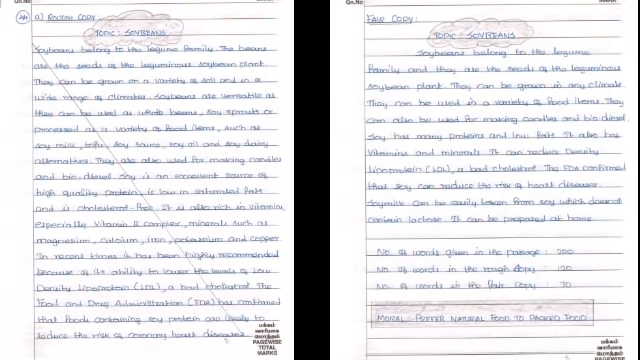 Qn.No
a) ROUGH COPY:
TOPIC: SOYBEANS
Soybeans belong to the legume family. The beans
are the seeds of the leguminous soybean plant.
They can be grown on a variety of soil and in a
wide range of climates. Soybeans are versatile as
they can be used as whole beans, soy sprouts or
processed as a variety of food items, such as
soy milk, tofu, soy sauce, soy oil and soy dairy
alternatives. They are also used for making candles
and bio-diesel. Soy is an excellent source of
high quality protein, is low in saturated fats
and is cholesterol-free. It is also rich in vitamin,
especially Vitamin B complex, minerals such as
magnesium, calcium, iron, potassium and copper.
In recent times it has been highly recommended
because of its ability to lower the levels of Low
Density Lipoprotein (LDL), a bad cholesterol. The
Food and Drug Administration (FDA) has confirmed
that foods containing soy protein are likely to
reduce the risk of coronary heart diseases.
பக்கம்
வாரியாக
மொத்தம்
PAGEWISE
TOTAL
MARKS
Qn.No
FAIR COPY:
TOPIC: SOYBEANS
Soybeans belong to the legume
family and they are the seeds of the leguminous
soybean plant. They can be grown in any climate.
They can be used in a variety of food items. They
can also be used for making candles and bio-diesel
Soy has many proteins and low fats. It also has
vitamins and minerals. It can reduce Density
Lipoprotein (LDL), a bad cholesterol. The FDA confirmed
that soy can reduce the risk of heart diseases.
Soymilk can be easily from soy which doesnot
contain lactose. It can be prepared at home.
No. of words given in the passage : 200
No. of words in the rough copy : 120
No. of words in the fair copy : 70
MORAL: PREFER NATURAL FOOD TO PACKED FOOD
பக்கம்
வாரியாக
மொத்தம்
PAGEWISE